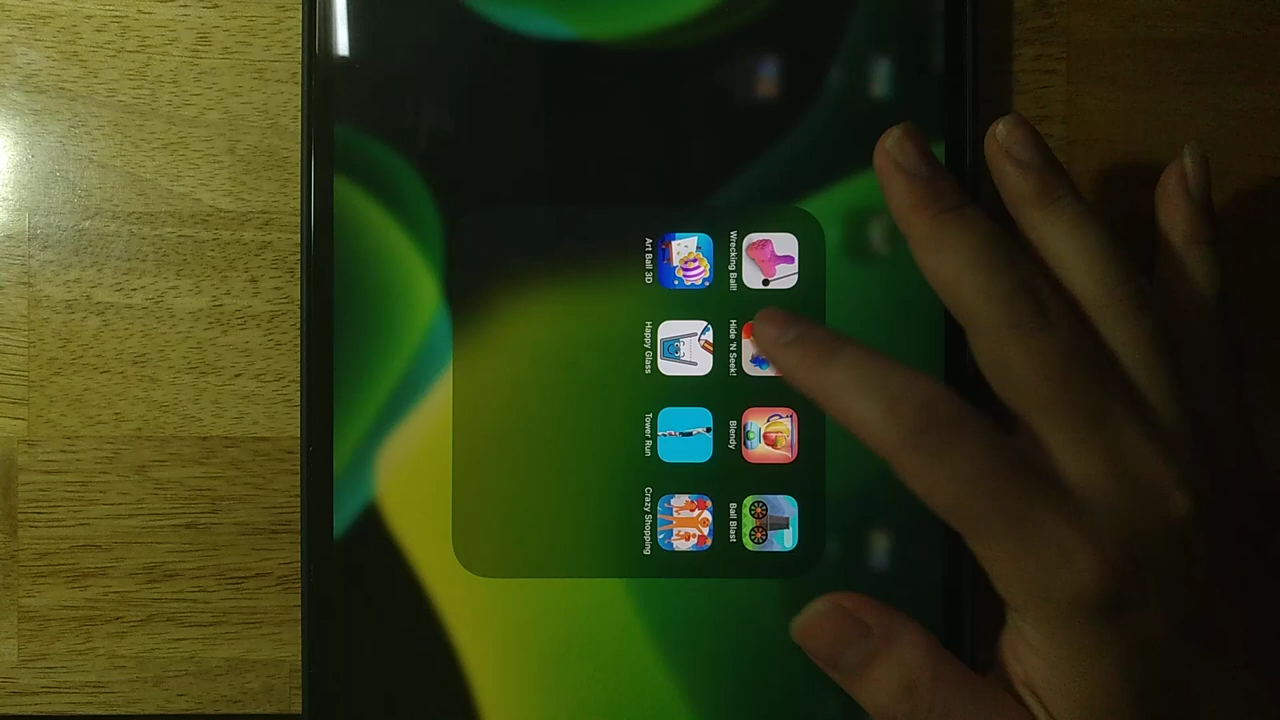 Wrecking Ball!
Hide 'N Seek!
Blendy
Ball Blast
Art Ball 3D
Happy Glass
Tower Run
Crazy Shopping